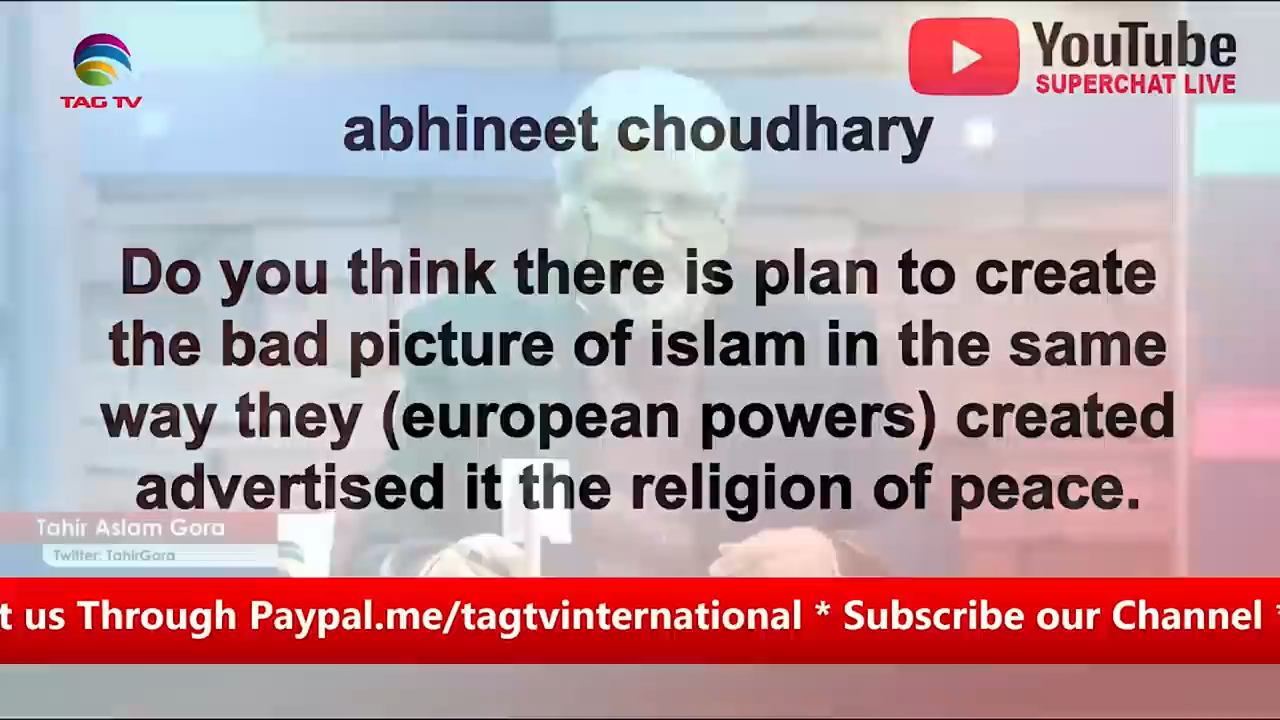 TAG TV
YouTube
SUPERCHAT LIVE
abhineet choudhary
Do you think there is plan to create
the bad picture of islam in the same
way they (european powers) created
advertised it the religion of peace.
Tahir Aslam Gora
Twitter: TahirGora
t us Through Paypal.me/tagtvinternational * Subscribe our Channel *